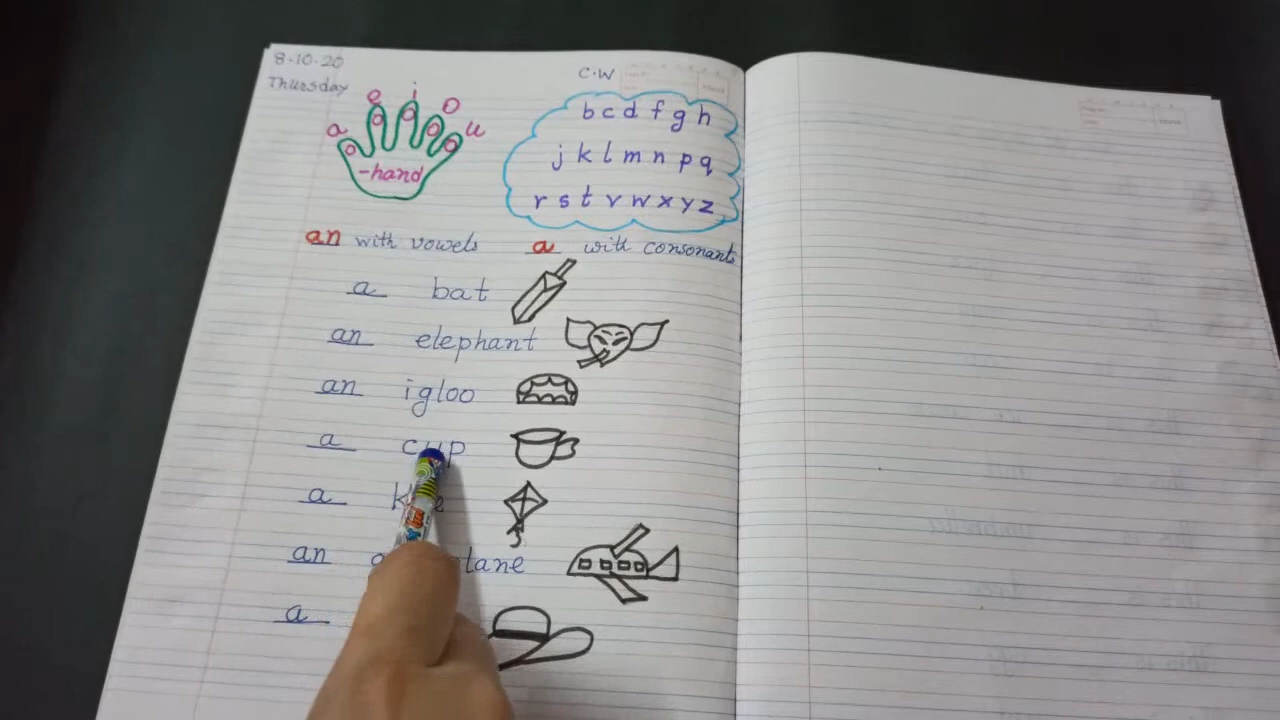 8-10-20
Thursday
C.W
a e i o u
-hand
b c d f g h
j k l m n p q
r s t v w x y z
an with vowels a with consonants
a bat
an elephant
an igloo
a cup
a
an
a